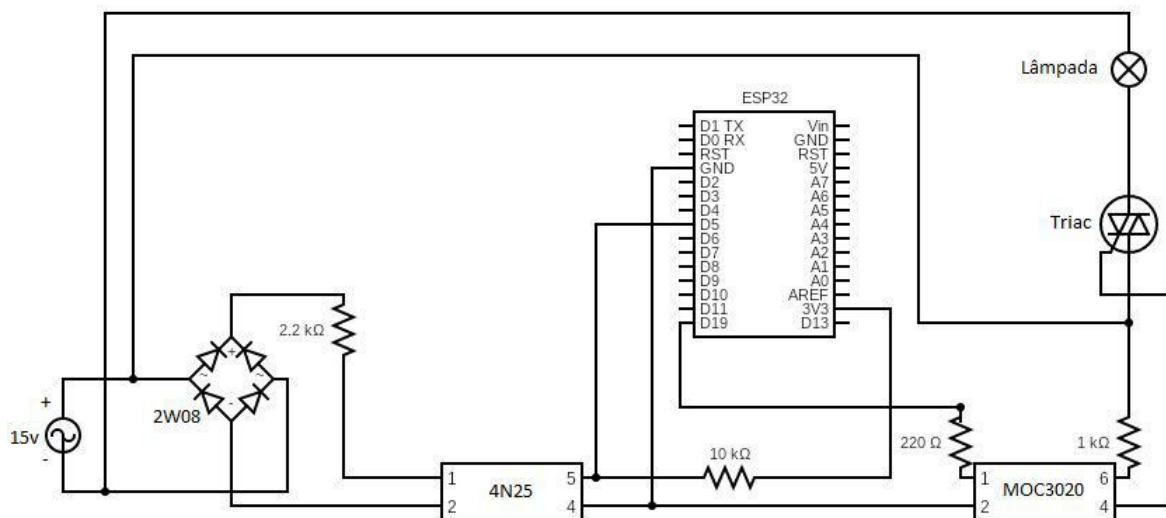 Lâmpada
ESP32
D1 TX Vin
D0 RX GND
RST RST
GND 5V
D2 A7
D3 A6
D4 A5
D5 A4
D6 A3
D7 A2
D8 A1
D9 A0
D10 AREF
D11 3V3
D19 D13
Triac
2.2 kΩ
+
~ ~
-
2W08
+
15v
-
10 kΩ
220 Ω
1 kΩ
1 5
4N25
2 4
1 6
MOC3020
2 4